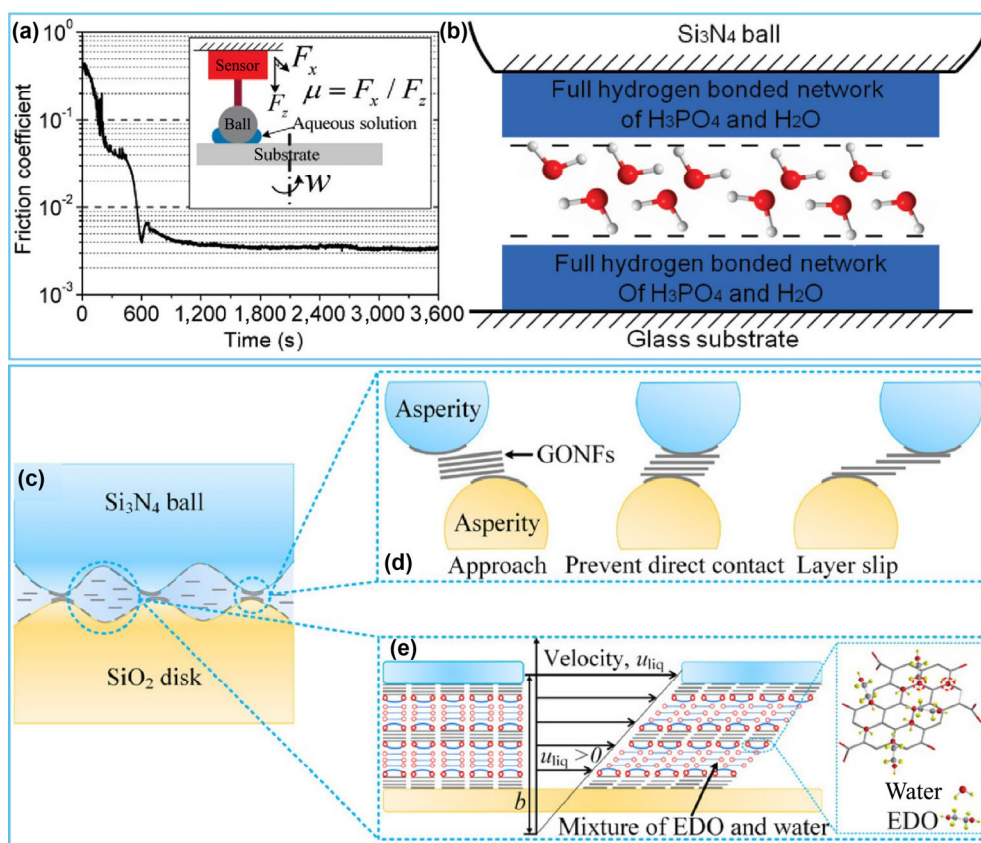 (a)
Friction coefficient
10⁰
10⁻¹
10⁻²
10⁻³
0 600 1,200 1,800 2,400 3,000 3,600
Time (s)
Sensor
Fₓ
F_z
μ = Fₓ / F_z
Ball
Aqueous solution
Substrate
w
(b)
Si₃N₄ ball
Full hydrogen bonded network
of H₃PO₄ and H₂O
Full hydrogen bonded network
Of H₃PO₄ and H₂O
Glass substrate
(c)
Si₃N₄ ball
SiO₂ disk
Asperity
GONFs
Asperity
(d)
Approach
Prevent direct contact
Layer slip
(e)
Velocity, u_liq
u_liq >0
b
Mixture of EDO and water
Water
EDO